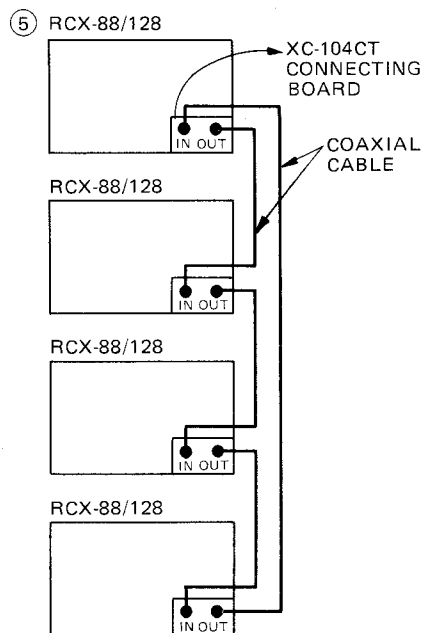 5 RCX-88/128
XC-104CT
CONNECTING
BOARD
IN OUT
COAXIAL
CABLE
RCX-88/128
IN OUT
RCX-88/128
IN OUT
RCX-88/128
IN OUT